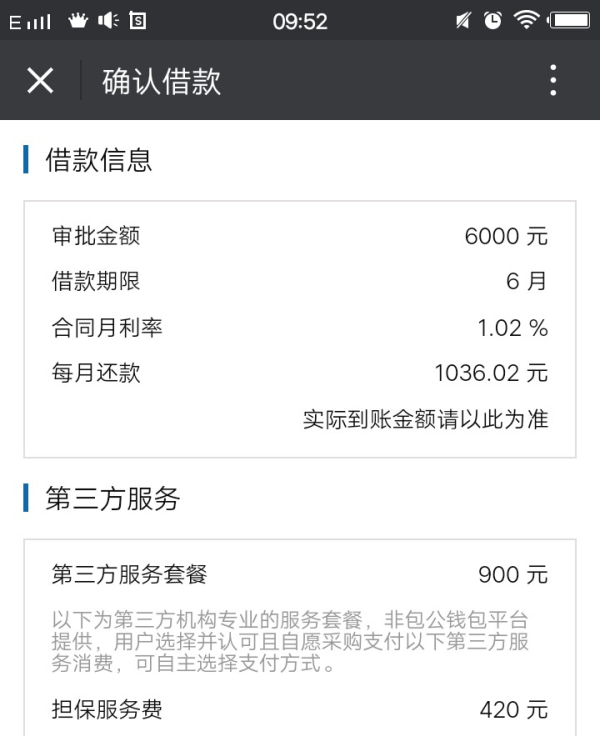 E
09:52
确认借款
借款信息
审批金额 6000 元
借款期限 6 月
合同月利率 1.02 %
每月还款 1036.02 元
实际到账金额请以此为准
第三方服务
第三方服务套餐 900 元
以下为第三方机构专业的服务套餐，非包公钱包平台
提供，用户选择并认可且自愿采购支付以下第三方服
务消费，可自主选择支付方式。
担保服务费 420 元